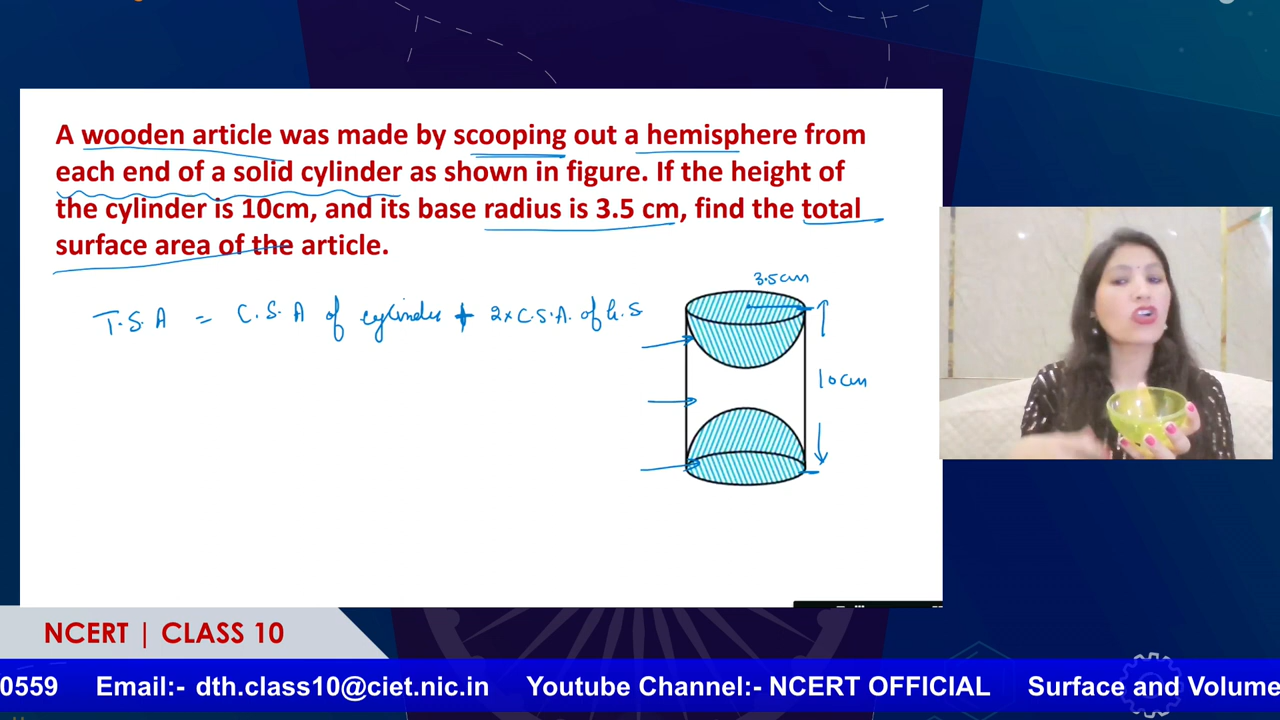 A wooden article was made by scooping out a hemisphere from
each end of a solid cylinder as shown in figure. If the height of
the cylinder is 10cm, and its base radius is 3.5 cm, find the total
surface area of the article.
3.5cm
T.S.A = C.S.A of cylinder + 2×C.S.A. of h.s
10cm
NCERT | CLASS 10
0559 Email:- dth.class10@ciet.nic.in Youtube Channel:- NCERT OFFICIAL Surface and Volume